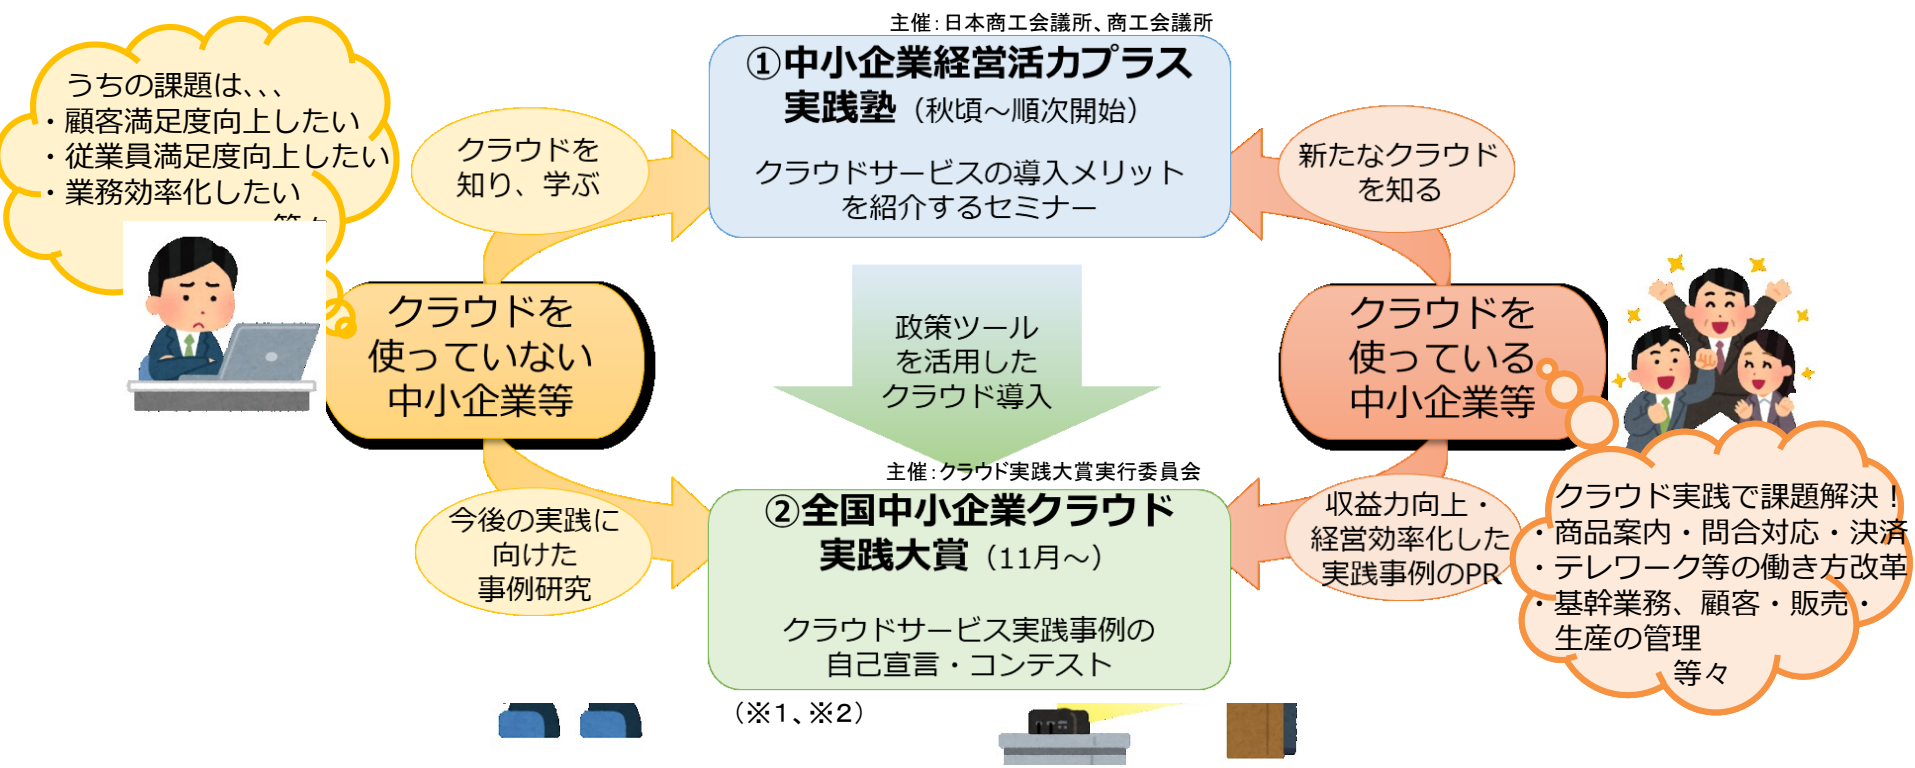 主催：日本商工会議所、商工会議所
①中小企業経営活力プラス
実践塾（秋頃～順次開始）
クラウドサービスの導入メリット
を紹介するセミナー
うちの課題は、、、
・顧客満足度向上したい
・従業員満足度向上したい
・業務効率化したい
等々
クラウドを
知り、学ぶ
新たなクラウド
を知る
クラウドを
使っていない
中小企業等
政策ツール
を活用した
クラウド導入
クラウドを
使っている
中小企業等
主催：クラウド実践大賞実行委員会
②全国中小企業クラウド
実践大賞（11月～）
クラウドサービス実践事例の
自己宣言・コンテスト
今後の実践に
向けた
事例研究
収益力向上・
経営効率化した
実践事例のPR
クラウド実践で課題解決！
・商品案内・問合対応・決済
・テレワーク等の働き方改革
・基幹業務、顧客・販売・
生産の管理
等々
（※１、※２）